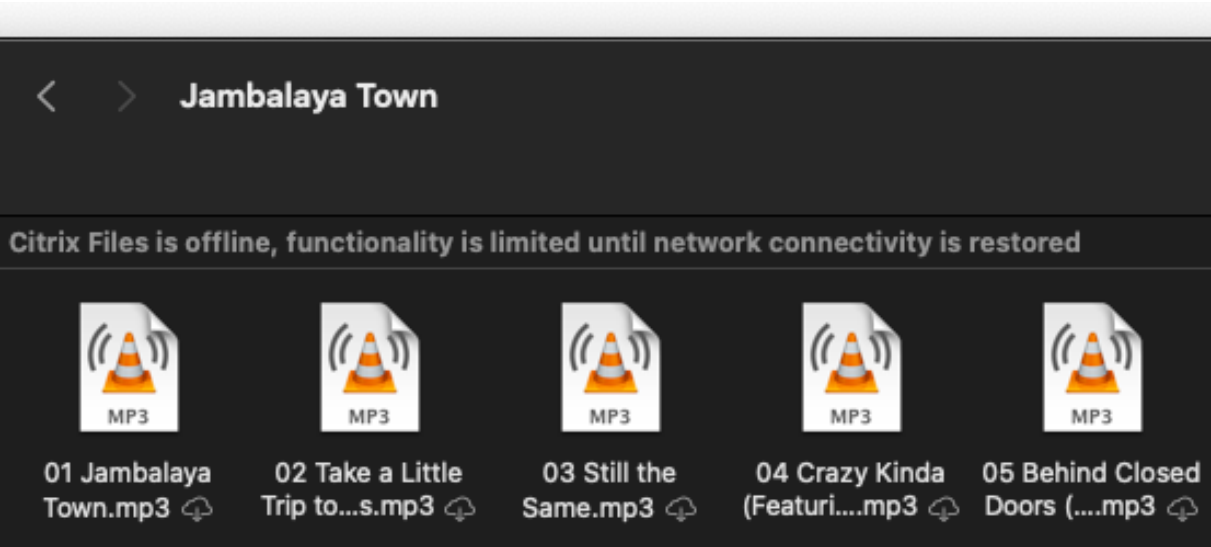 Jambalaya Town
Citrix Files is offline, functionality is limited until network connectivity is restored
MP3 MP3 MP3 MP3 MP3
01 Jambalaya 02 Take a Little 03 Still the 04 Crazy Kinda 05 Behind Closed
Town.mp3 Trip to...s.mp3 Same.mp3 (Featuri....mp3 Doors (....mp3